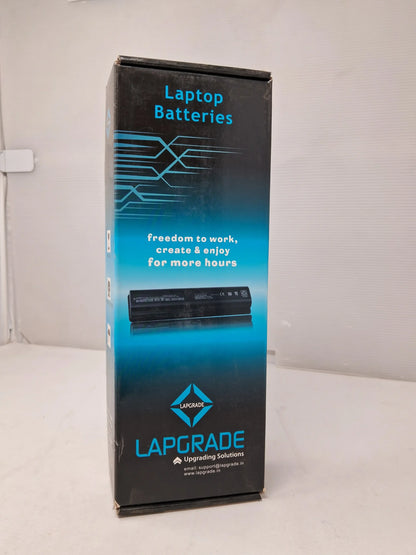 Laptop
Batteries
freedom to work,
create & enjoy
for more hours
LAPGRADE
LAPGRADE
Upgrading Solutions
email: support@lapgrade.in
www.lapgrade.in